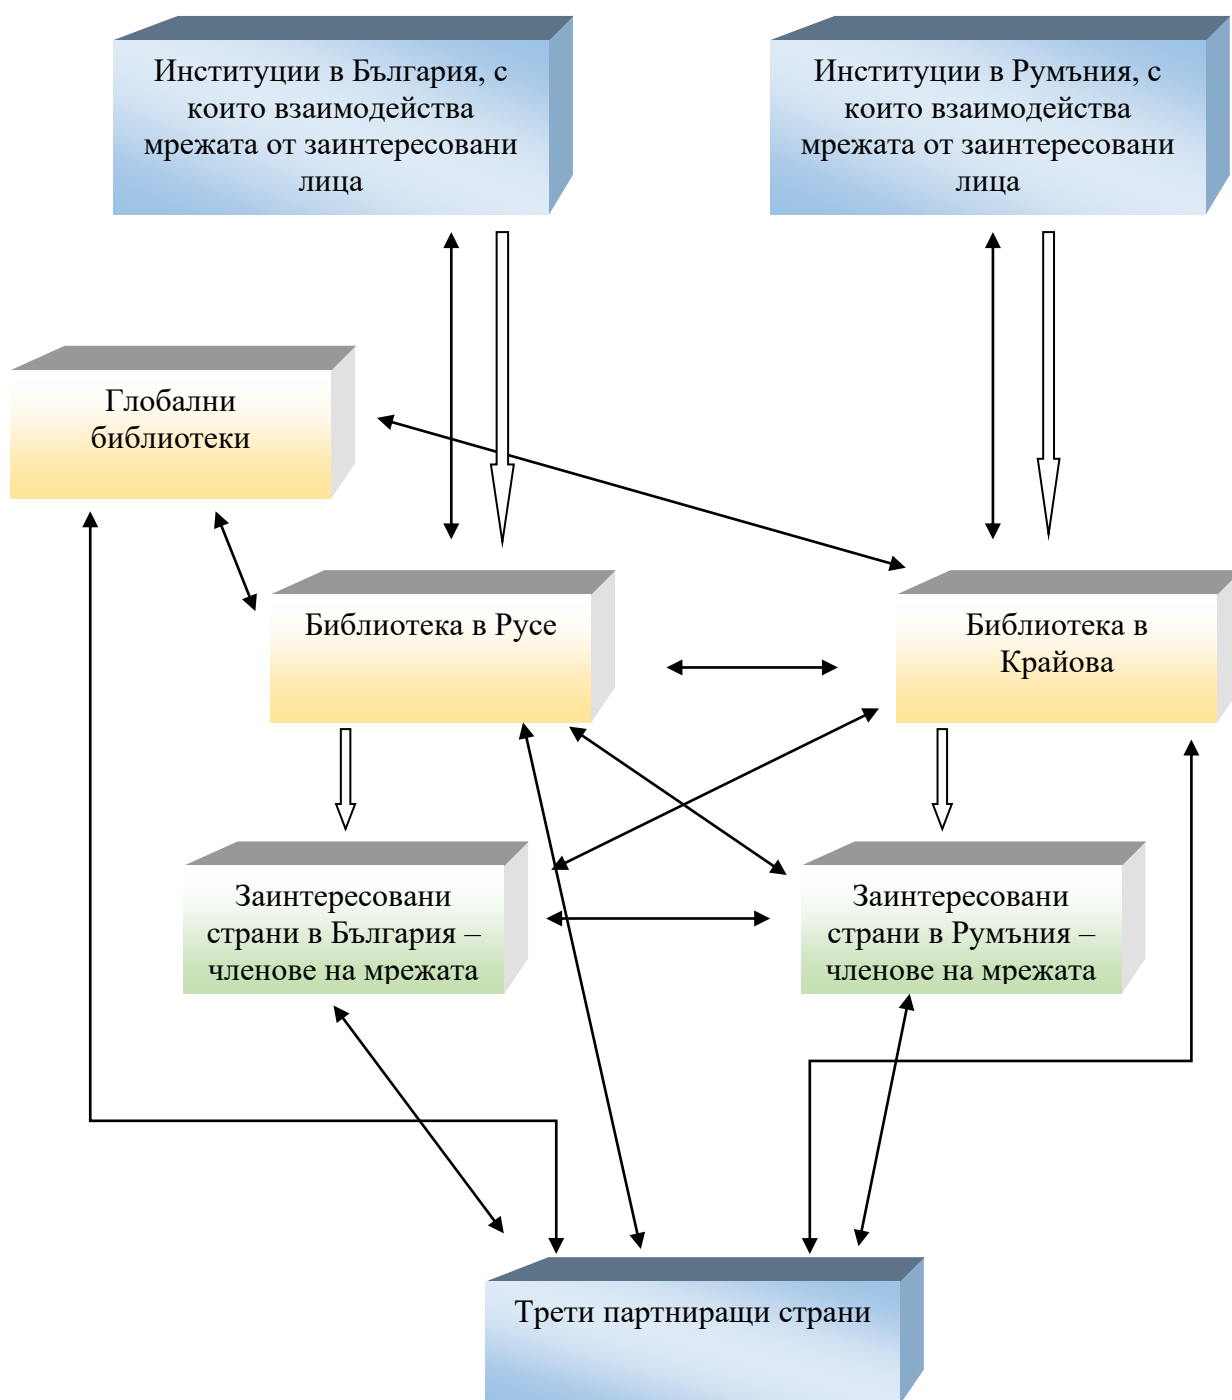 Институции в България, с
които взаимодейства
мрежата от заинтересовани
лица
Институции в Румъния, с
които взаимодейства
мрежата от заинтересовани
лица
Глобални
библиотеки
Библиотека в Русе
Библиотека в
Крайова
Заинтересовани
страни в България –
членове на мрежата
Заинтересовани
страни в Румъния –
членове на мрежата
Трети партниращи страни